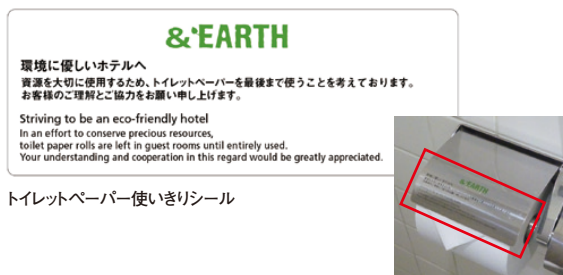 &EARTH
環境に優しいホテルへ
資源を大切に使用するため、トイレットペーパーを最後まで使うことを考えております。
お客様のご理解とご協力をお願い申し上げます。
Striving to be an eco-friendly hotel
In an effort to conserve precious resources,
toilet paper rolls are left in guest rooms until entirely used.
Your understanding and cooperation in this regard would be greatly appreciated.
トイレットペーパー使いきりシール
&EARTH